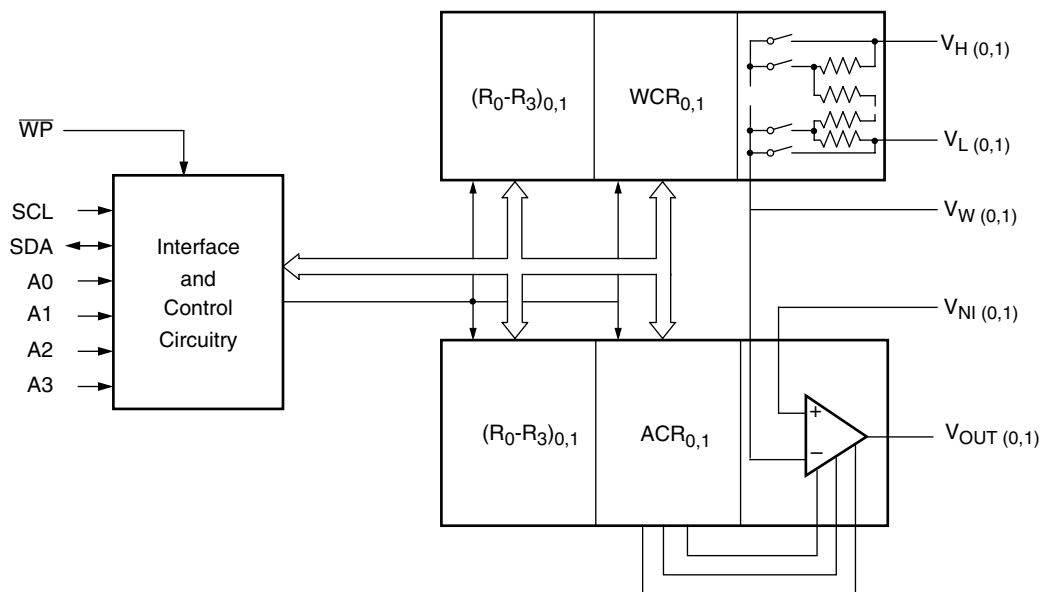 (R0-R3)0,1
WCR0,1
VH (0,1)
VL (0,1)
VW (0,1)
WP
SCL
SDA
A0
A1
A2
A3
Interface
and
Control
Circuitry
VNI (0,1)
(R0-R3)0,1
ACR0,1
+
−
VOUT (0,1)